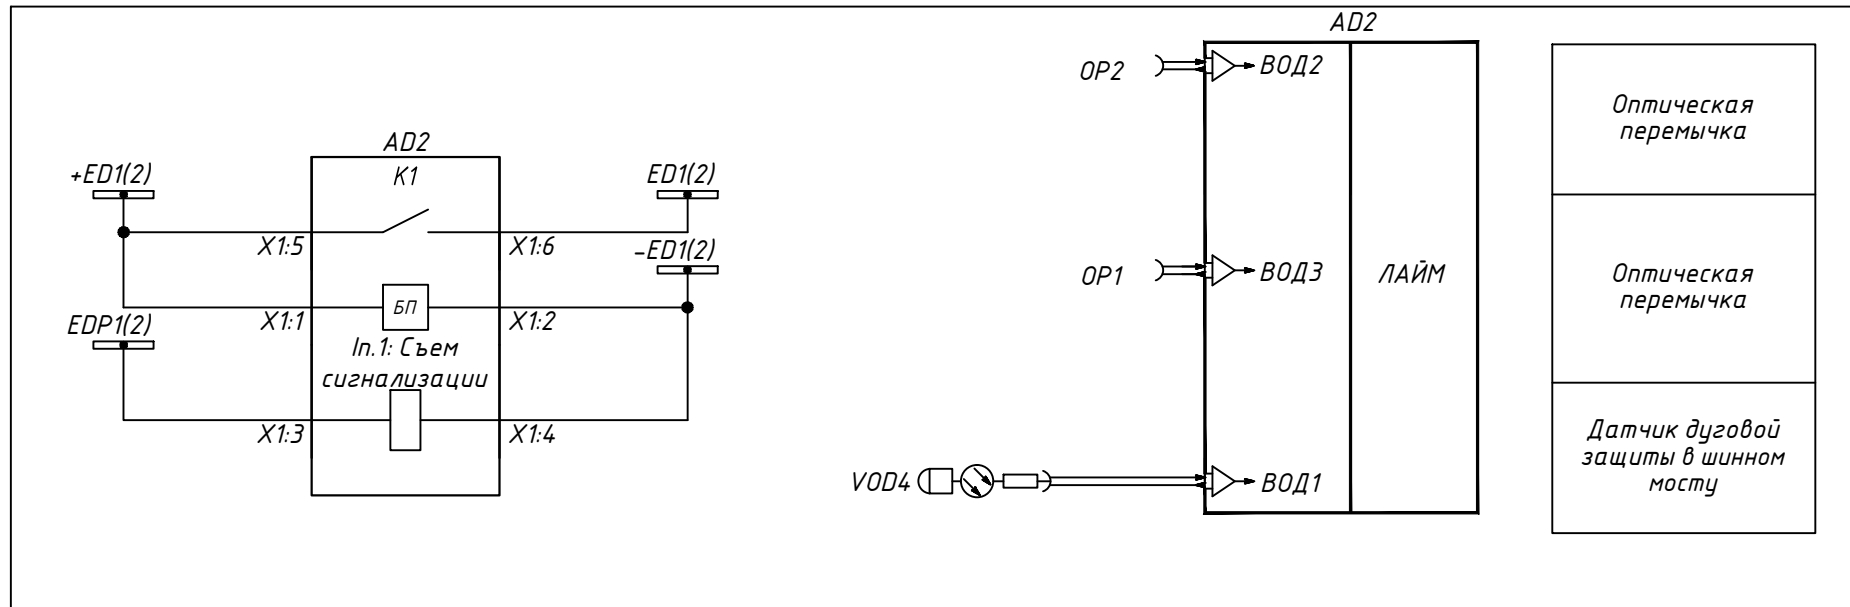 AD2
K1
+ED1(2)
ED1(2)
X1:5
X1:6
-ED1(2)
БП
X1:1
X1:2
EDP1(2)
In.1: Съем
сигнализации
X1:3
X1:4
AD2
OP2
ВОД2
OP1
ВОД3
ЛАЙМ
VOD4
ВОД1
Оптическая
перемычка
Оптическая
перемычка
Датчик дуговой
защиты в шинном
мосту